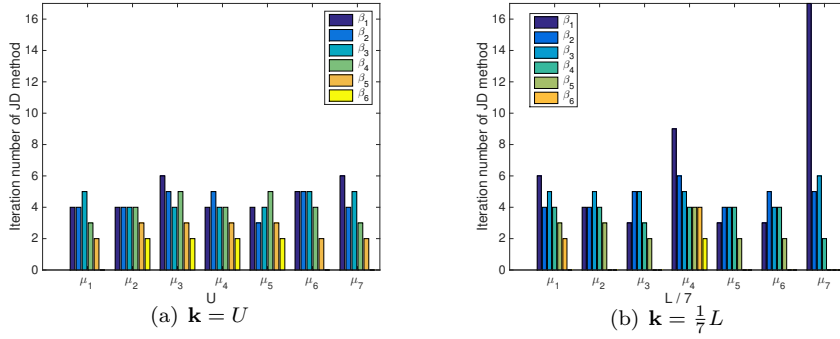 16
14
12
10
8
6
4
2
0
Iteration number of JD method
β₁
β₂
β₃
β₄
β₅
β₆
μ₁ μ₂ μ₃ μ₄ μ₅ μ₆ μ₇
U
(a) k = U
16
14
12
10
8
6
4
2
0
Iteration number of JD method
β₁
β₂
β₃
β₄
β₅
β₆
μ₁ μ₂ μ₃ μ₄ μ₅ μ₆ μ₇
L / 7
(b) k = 1/7 L